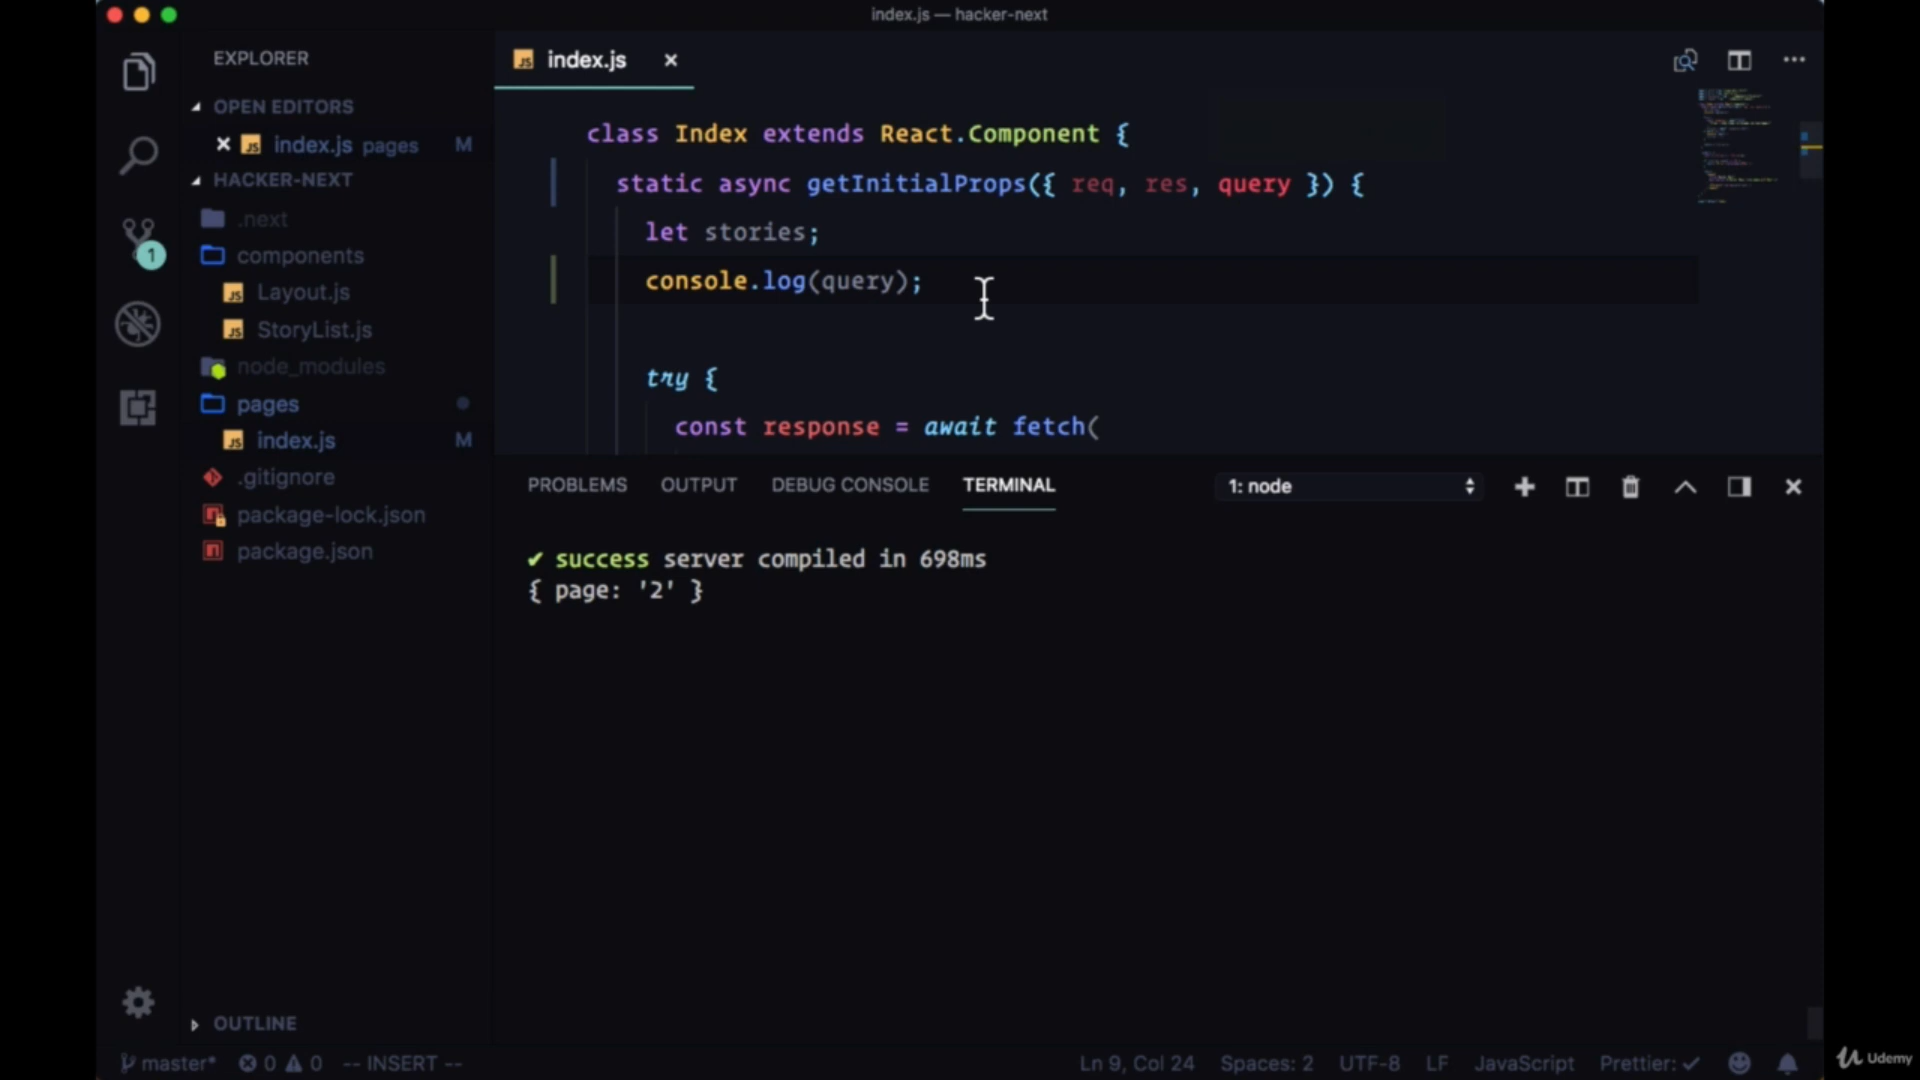 index.js — hacker-next
EXPLORER
OPEN EDITORS
index.js pages M
HACKER-NEXT
.next
components
Layout.js
StoryList.js
node_modules
pages
index.js M
.gitignore
package-lock.json
package.json
OUTLINE
1
index.js
class Index extends React.Component {
static async getInitialProps({ req, res, query }) {
let stories;
console.log(query);
try {
const response = await fetch(
PROBLEMS OUTPUT DEBUG CONSOLE TERMINAL 1: node
✔ success server compiled in 698ms
{ page: '2' }
master* 0 0 -- INSERT -- Ln 9, Col 24 Spaces: 2 UTF-8 LF JavaScript Prettier: ✓
Udemy